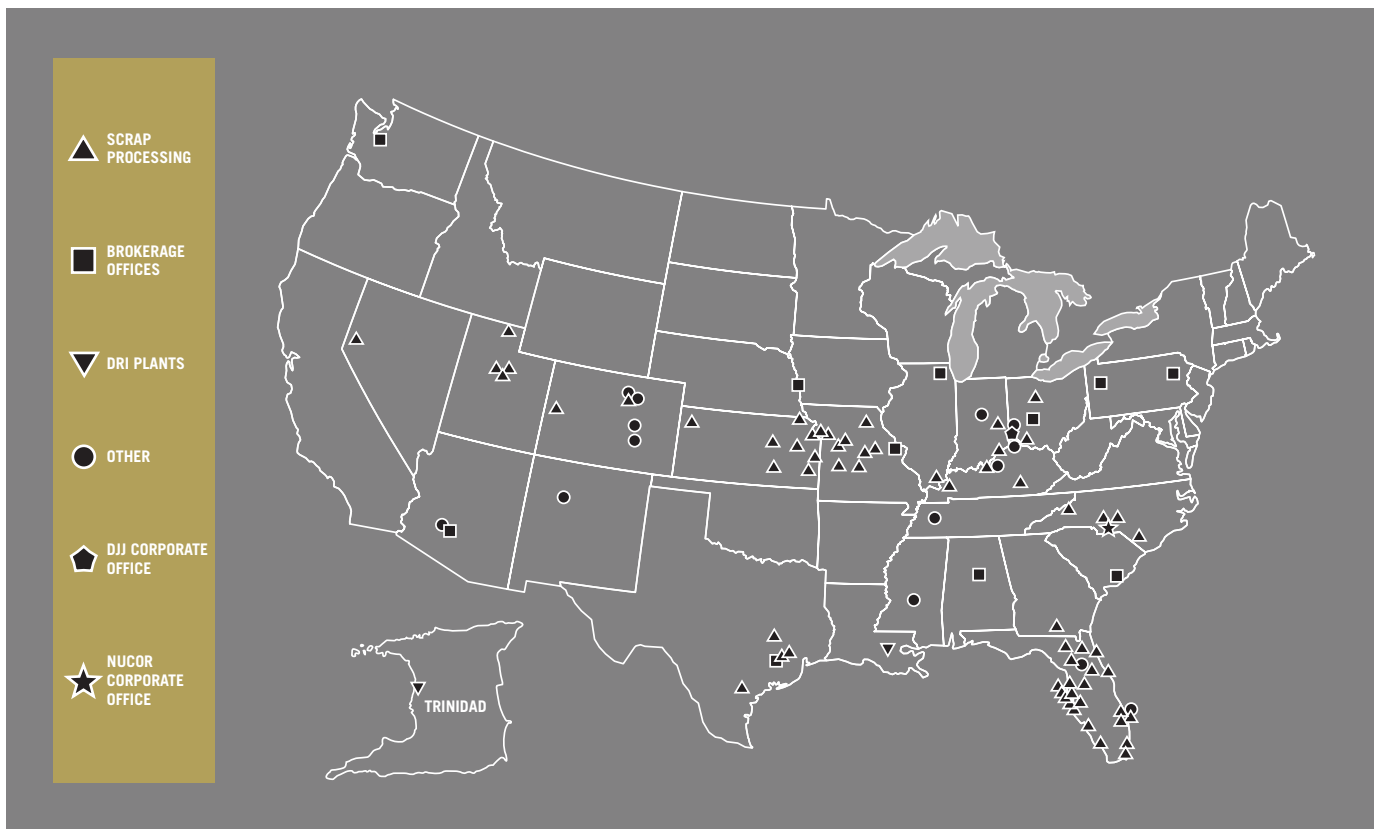 SCRAP
PROCESSING
BROKERAGE
OFFICES
DRI PLANTS
OTHER
DJJ CORPORATE
OFFICE
NUCOR
CORPORATE
OFFICE
TRINIDAD